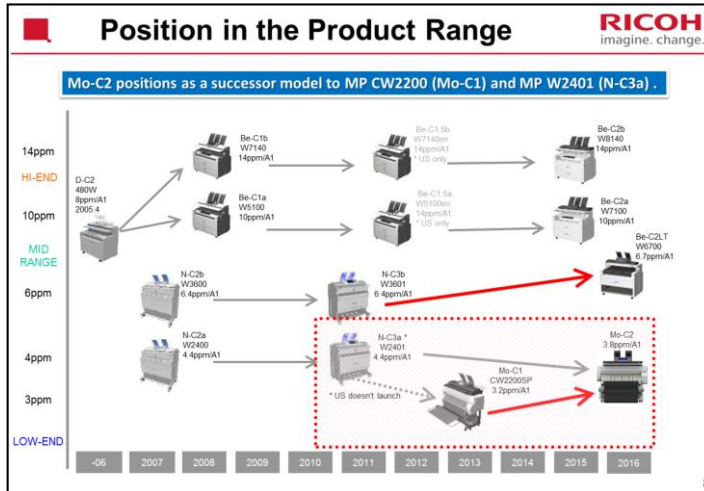 Position in the Product Range
RICOH
imagine. change.
Mo-C2 positions as a successor model to MP CW2200 (Mo-C1) and MP W2401 (N-C3a) .
14ppm
HI-END
10ppm
MID
RANGE
6ppm
4ppm
3ppm
LOW-END
D-C2
480W
8ppm/A1
2005.4
Be-C1b
W7140
14ppm/A1
Be-C1.5b
W7140en
14ppm/A1
* US only
Be-C2b
W8140
14ppm/A1
Be-C1a
W5100
10ppm/A1
Be-C1.5a
W5100en
14ppm/A1
* US only
Be-C2a
W7100
10ppm/A1
Be-C2LT
W6700
6.7ppm/A1
N-C2b
W3600
6.4ppm/A1
N-C3b
W3601
6.4ppm/A1
N-C2a
W2400
4.4ppm/A1
N-C3a *
W2401
4.4ppm/A1
* US doesn't launch
Mo-C1
CW2200SP
3.2ppm/A1
Mo-C2
3.8ppm/A1
-06
2007
2008
2009
2010
2011
2012
2013
2014
2015
2016